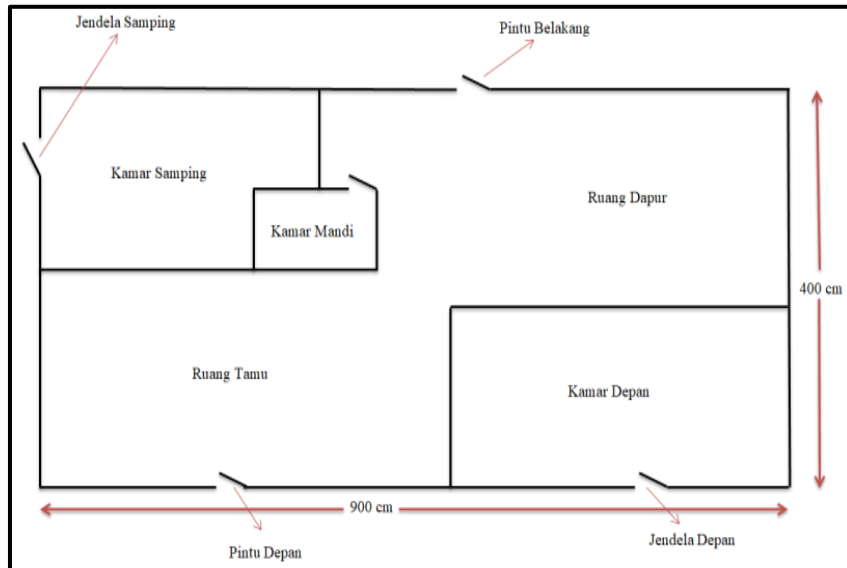 Jendela Samping
Pintu Belakang
Kamar Samping
Ruang Dapur
Kamar Mandi
400 cm
Ruang Tamu
Kamar Depan
900 cm
Pintu Depan
Jendela Depan